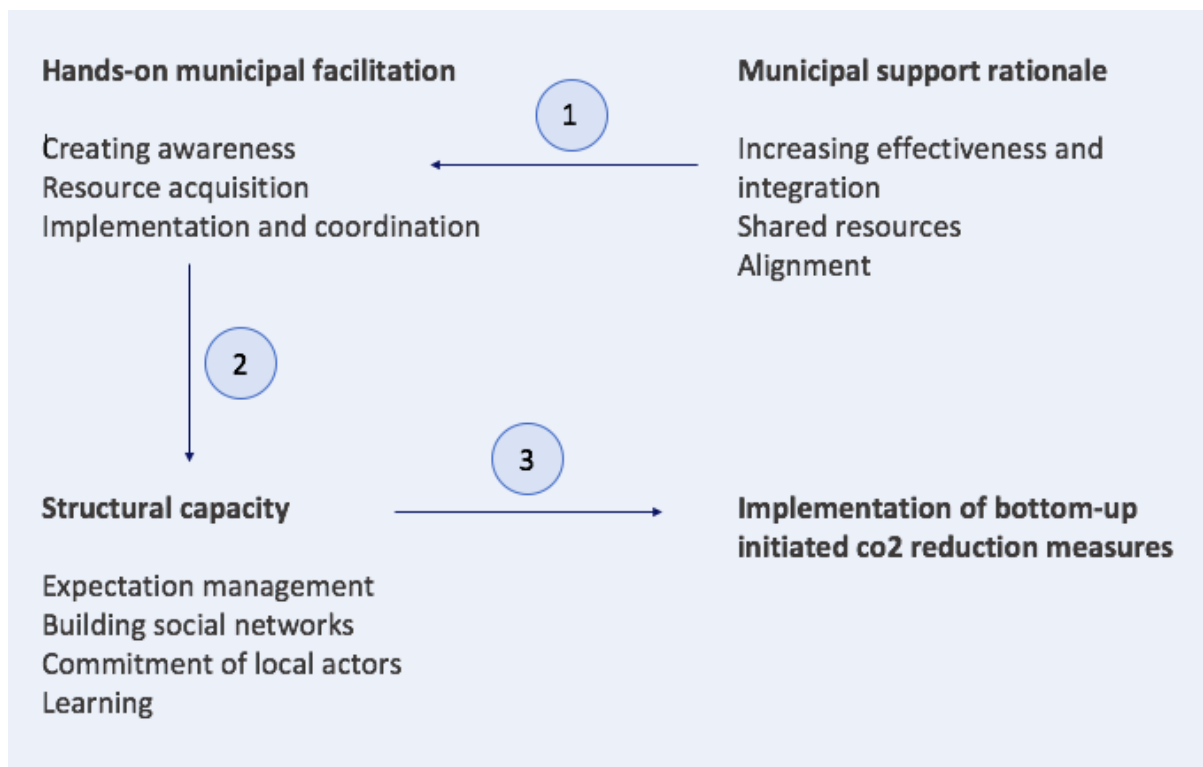 Hands-on municipal facilitation
Creating awareness
Resource acquisition
Implementation and coordination
1
Municipal support rationale
Increasing effectiveness and
integration
Shared resources
Alignment
2
Structural capacity
Expectation management
Building social networks
Commitment of local actors
Learning
3
Implementation of bottom-up
initiated co2 reduction measures